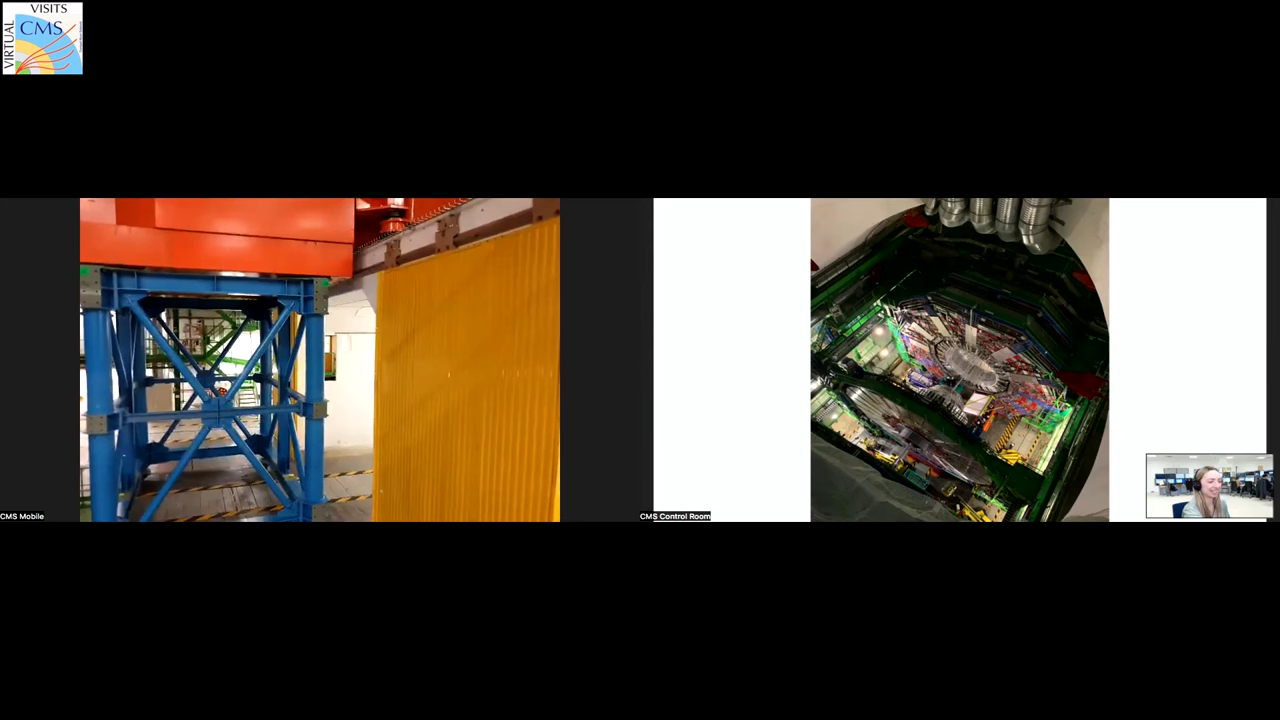 VISITS
CMS
VIRTUAL
CMS Mobile
CMS Control Room